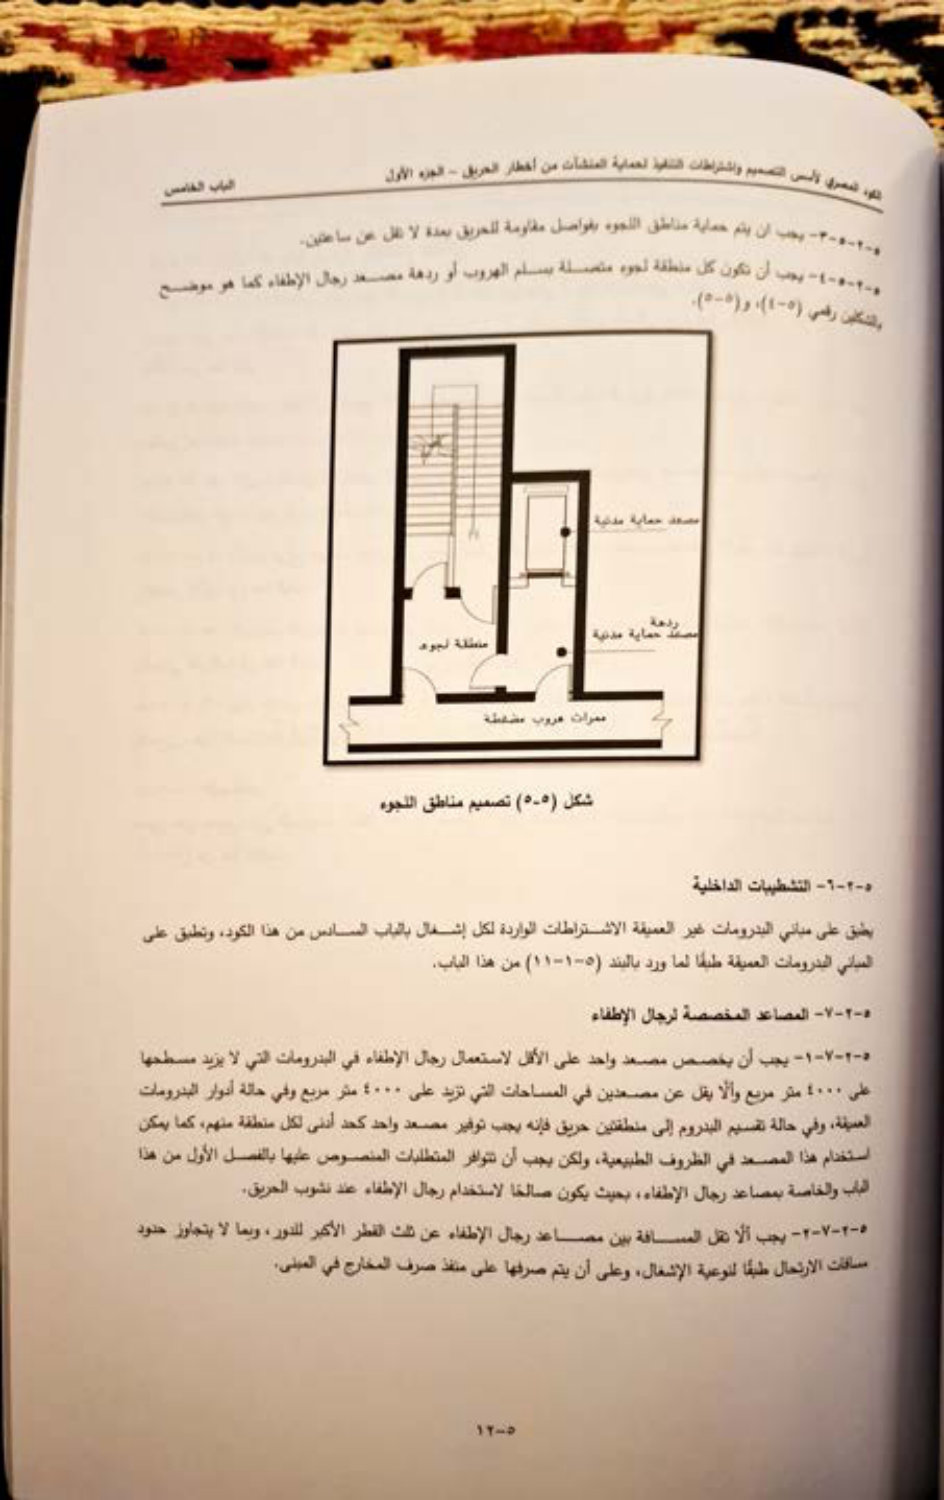 الكود المصري لأسس التصميم واشتراطات التنفيذ لحماية المنشآت من أخطار الحريق – الجزء الأول
الباب الخامس
٥-٢-٥-٣- يجب ان يتم حماية مناطق اللجوء بفواصل مقاومة للحريق بمدة لا تقل عن ساعتين.
٥-٢-٥-٤- يجب أن تكون كل منطقة لجوء متصلة بسلم الهروب أو ردهة مصعد رجال الإطفاء كما هو موضح
بالشكلين رقمي (٥-٤)، و(٥-٥).
مصعد حماية مدنية
ردهة
مصعد حماية مدنية
منطقة لجوء
ممرات هروب مضغطة
شكل (٥-٥) تصميم مناطق اللجوء
٥-٢-٦- التشطيبات الداخلية
يطبق على مباني البدرومات غير العميقة الاشتراطات الواردة لكل إشغال بالباب السادس من هذا الكود، وتطبق على
المباني البدرومات العميقة طبقًا لما ورد بالبند (٥-١-١١) من هذا الباب.
٥-٢-٧- المصاعد المخصصة لرجال الإطفاء
٥-٢-٧-١- يجب أن يخصص مصعد واحد على الأقل لاستعمال رجال الإطفاء في البدرومات التي لا يزيد مسطحها
على ٤٠٠٠ متر مربع وألّا يقل عن مصعدين في المساحات التي تزيد على ٤٠٠٠ متر مربع وفي حالة أدوار البدرومات
العميقة، وفي حالة تقسيم البدروم إلى منطقتين حريق فإنه يجب توفير مصعد واحد كحد أدنى لكل منطقة منهم، كما يمكن
استخدام هذا المصعد في الظروف الطبيعية، ولكن يجب أن تتوافر المتطلبات المنصوص عليها بالفصل الأول من هذا
الباب والخاصة بمصاعد رجال الإطفاء، بحيث يكون صالحًا لاستخدام رجال الإطفاء عند نشوب الحريق.
٥-٢-٧-٢- يجب ألّا تقل المسافة بين مصاعد رجال الإطفاء عن ثلث القطر الأكبر للدور، وبما لا يتجاوز حدود
مسافات الارتحال طبقًا لنوعية الإشغال، وعلى أن يتم صرفها على منفذ صرف المخارج في المبنى.
٥-١٢